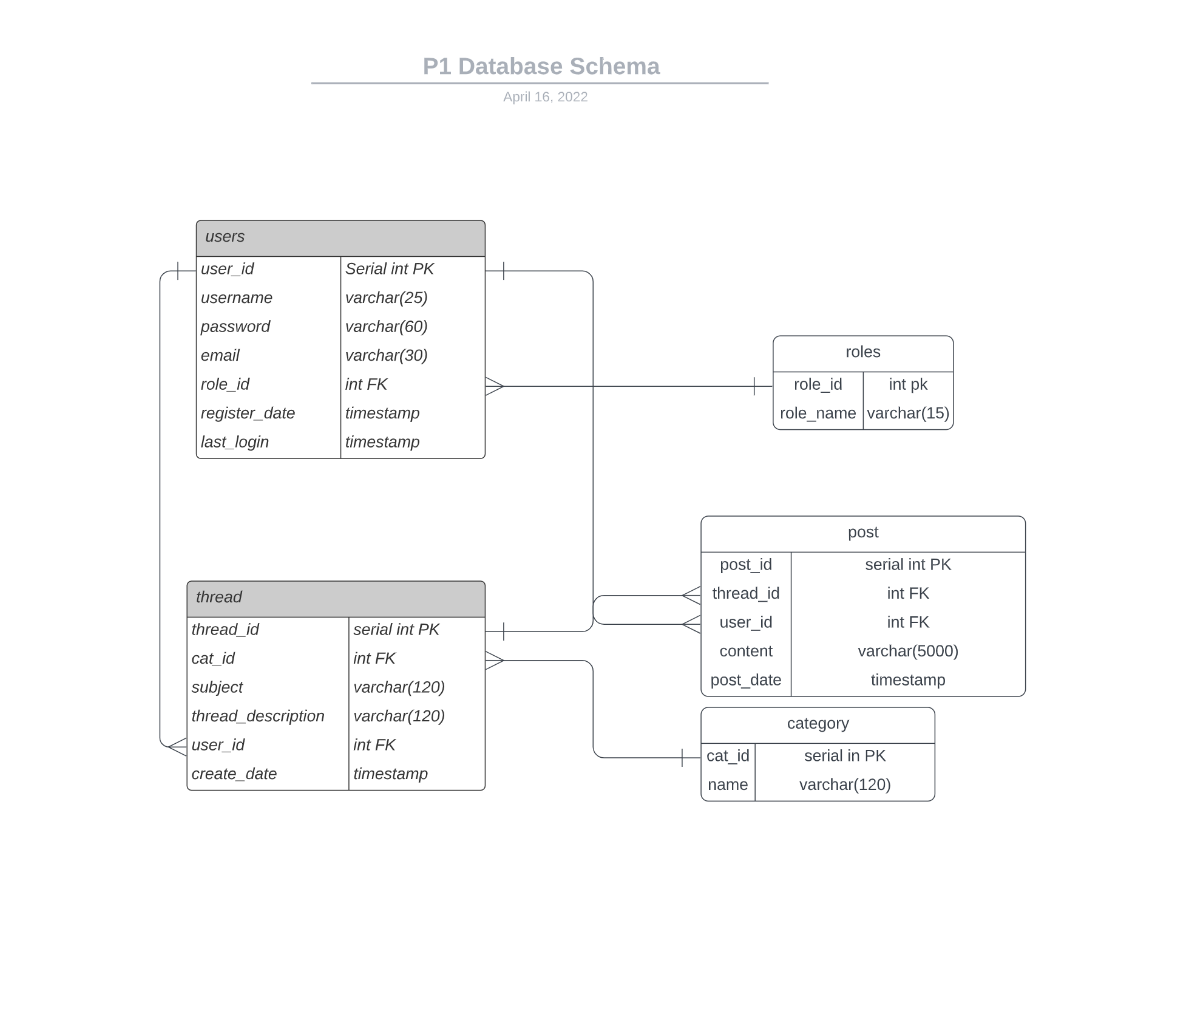 P1 Database Schema
April 16, 2022
users
user_id Serial int PK
username varchar(25)
password varchar(60)
email varchar(30)
role_id int FK
register_date timestamp
last_login timestamp
roles
role_id int pk
role_name varchar(15)
post
post_id serial int PK
thread_id int FK
user_id int FK
content varchar(5000)
post_date timestamp
thread
thread_id serial int PK
cat_id int FK
subject varchar(120)
thread_description varchar(120)
user_id int FK
create_date timestamp
category
cat_id serial in PK
name varchar(120)